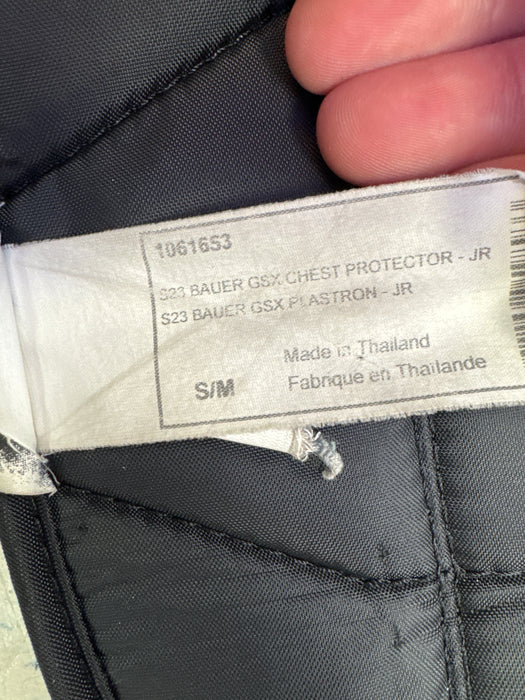 1061653
S23 BAUER GSX CHEST PROTECTOR - JR
S23 BAUER GSX PLASTRON - JR
Made in Thailand
S/M
Fabrique en Thailande